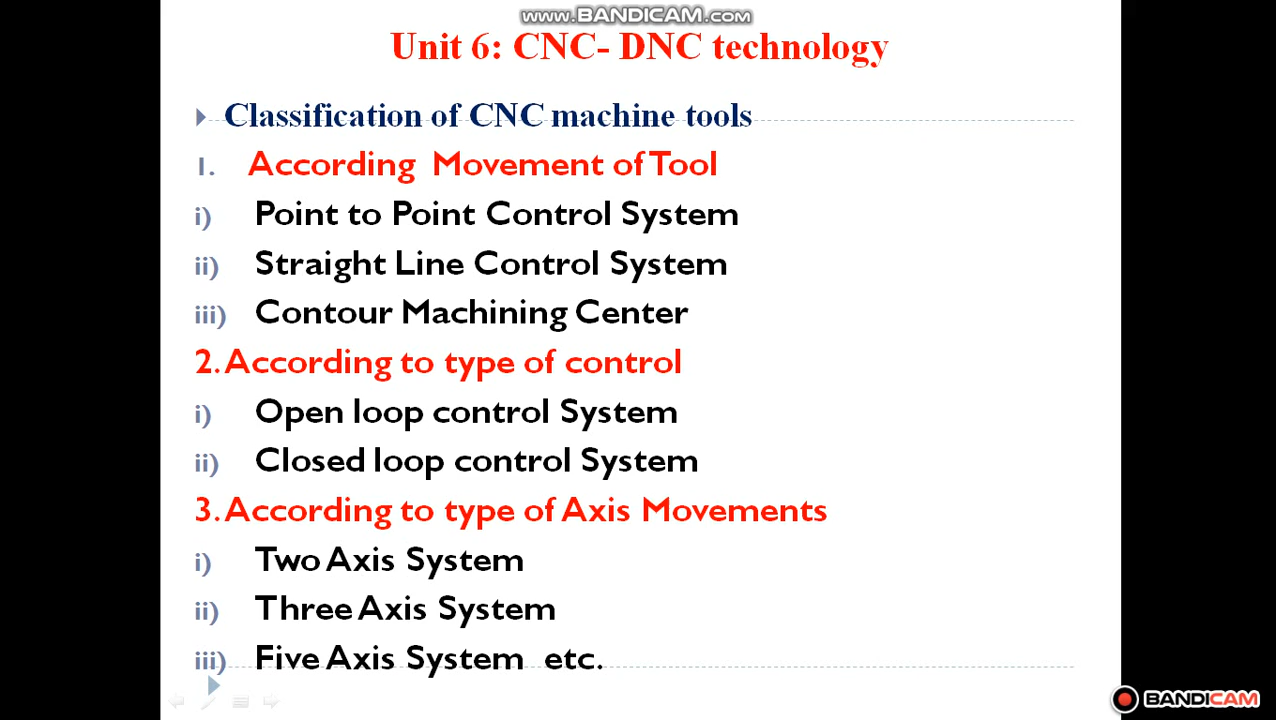 www.BANDICAM.com
Unit 6: CNC- DNC technology
Classification of CNC machine tools
1. According Movement of Tool
i) Point to Point Control System
ii) Straight Line Control System
iii) Contour Machining Center
2. According to type of control
i) Open loop control System
ii) Closed loop control System
3. According to type of Axis Movements
i) Two Axis System
ii) Three Axis System
iii) Five Axis System etc.
BANDICAM